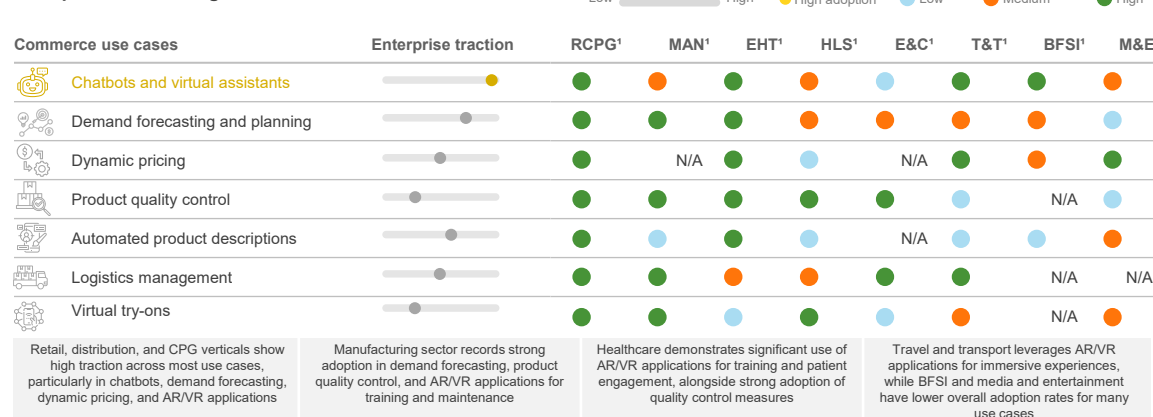 Low High High adoption Low Medium High
Commerce use cases Enterprise traction RCPG¹ MAN¹ EHT¹ HLS¹ E&C¹ T&T¹ BFSI¹ M&E
Chatbots and virtual assistants
Demand forecasting and planning
Dynamic pricing N/A N/A
Product quality control N/A
Automated product descriptions N/A
Logistics management N/A N/A
Virtual try-ons N/A
Retail, distribution, and CPG verticals show
high traction across most use cases,
particularly in chatbots, demand forecasting,
dynamic pricing, and AR/VR applications
Manufacturing sector records strong
adoption in demand forecasting, product
quality control, and AR/VR applications for
training and maintenance
Healthcare demonstrates significant use of
AR/VR applications for training and patient
engagement, alongside strong adoption of
quality control measures
Travel and transport leverages AR/VR
applications for immersive experiences,
while BFSI and media and entertainment
have lower overall adoption rates for many
use cases